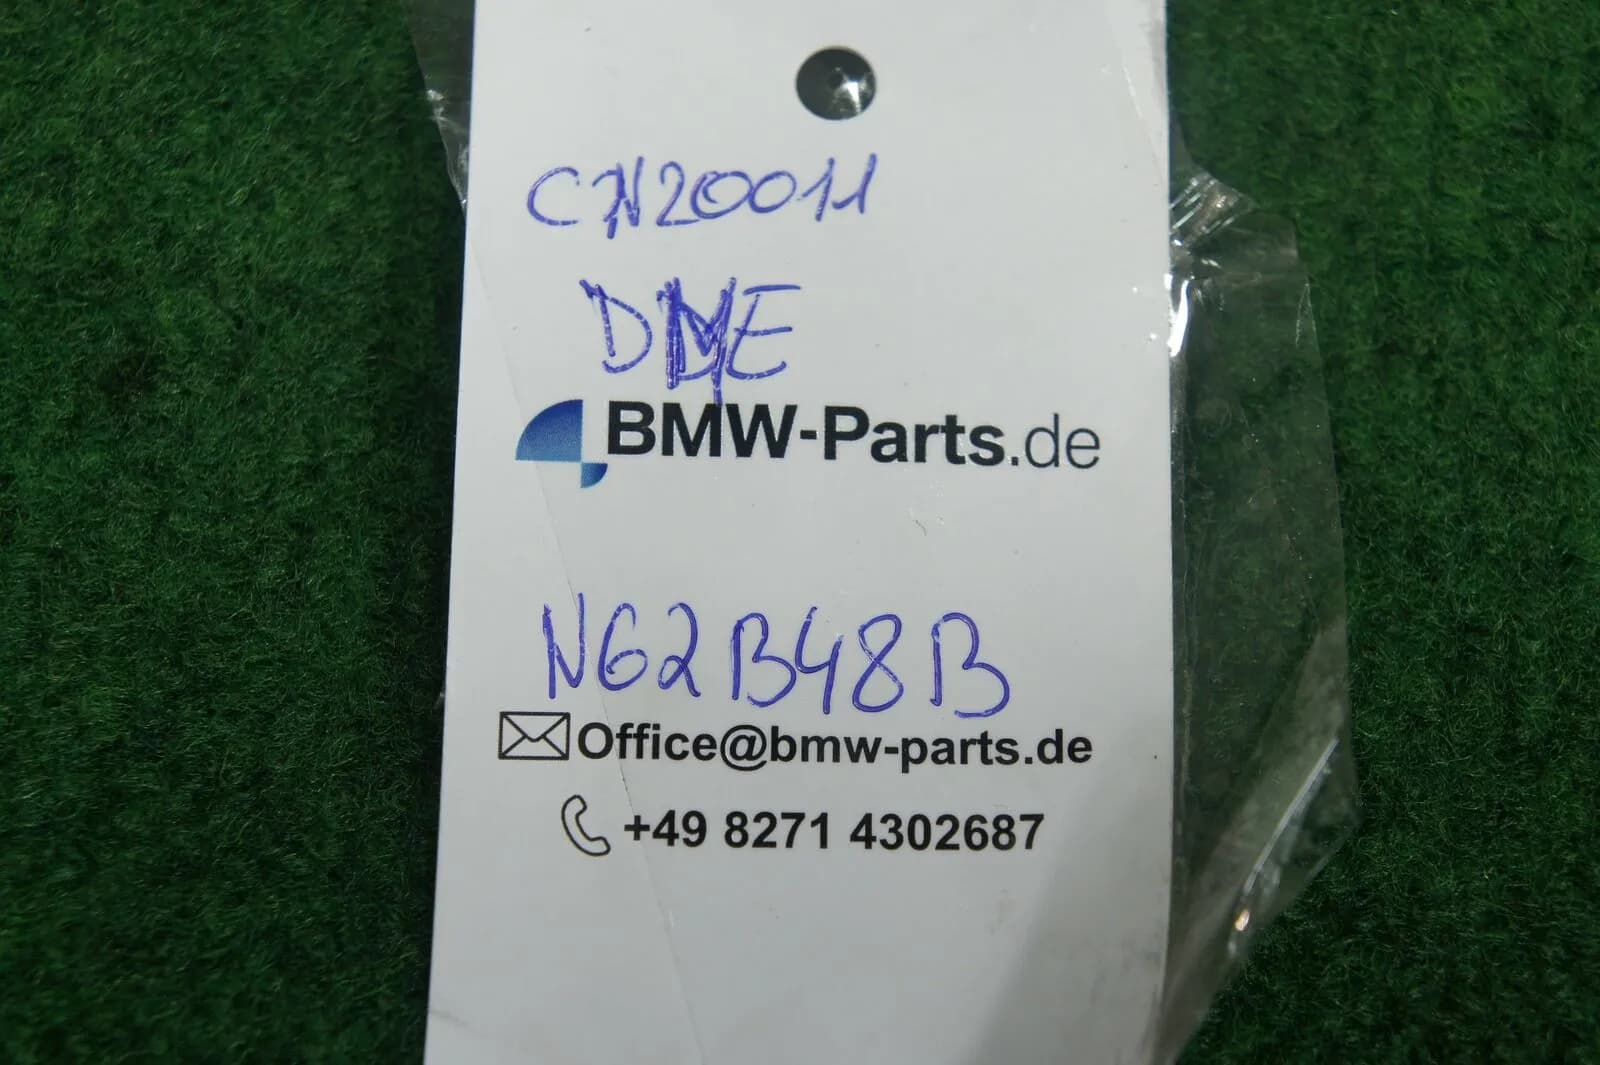 CN20011
DME
BMW-Parts.de
N62B48B
Office@bmw-parts.de
+49 8271 4302687